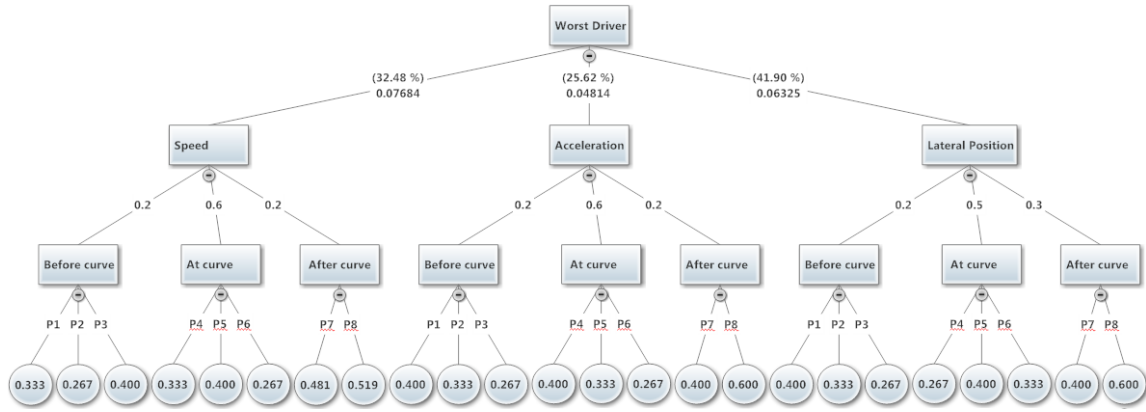 Worst Driver
(32.48 %) (25.62 %) (41.90 %)
0.07684 0.04814 0.06325
Speed Acceleration Lateral Position
0.2 0.6 0.2 0.2 0.6 0.2 0.2 0.5 0.3
Before curve At curve After curve Before curve At curve After curve Before curve At curve After curve
P1 P2 P3 P4 P5 P6 P7 P8 P1 P2 P3 P4 P5 P6 P7 P8 P1 P2 P3 P4 P5 P6 P7 P8
0.333 0.267 0.400 0.333 0.400 0.267 0.481 0.519 0.400 0.333 0.267 0.400 0.333 0.267 0.400 0.600 0.400 0.333 0.267 0.267 0.400 0.333 0.400 0.600